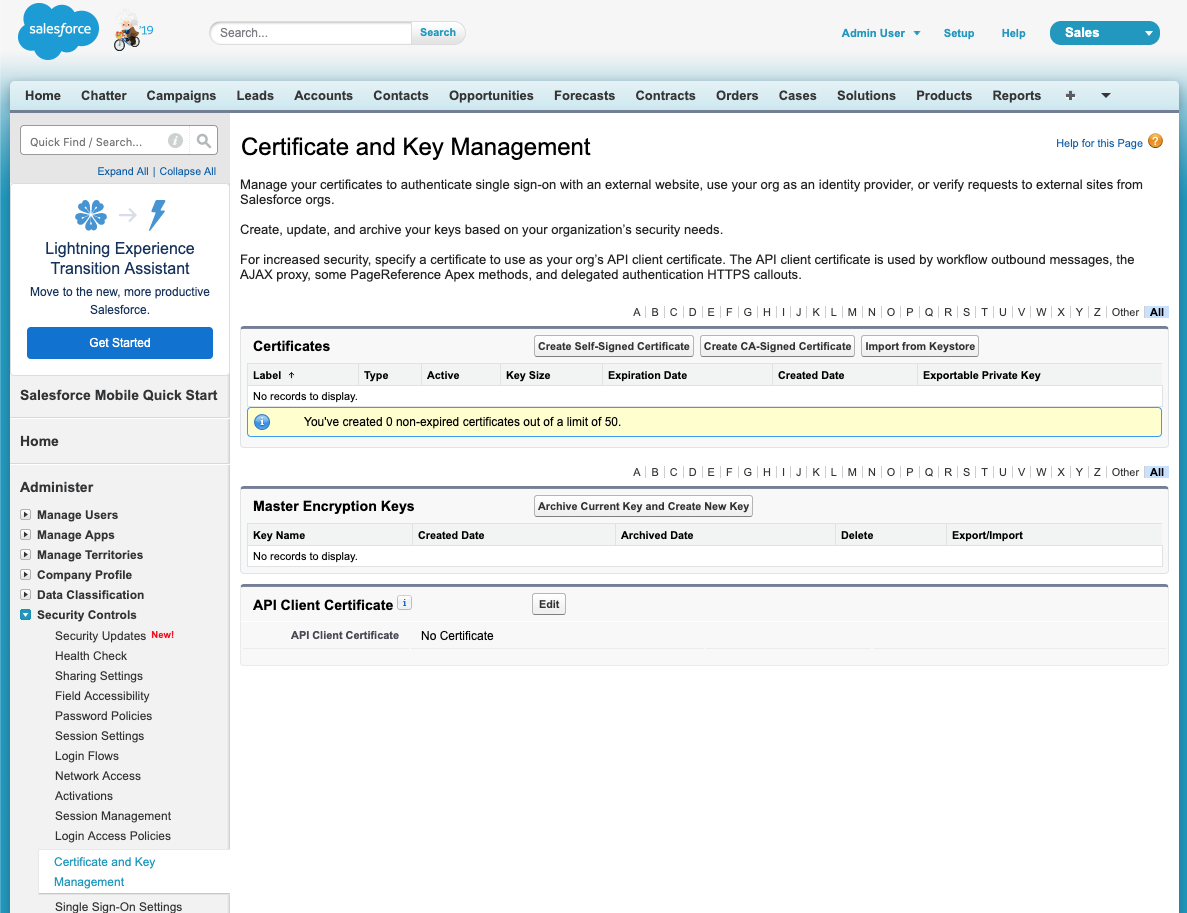 salesforce
'19
Search...
Search
Admin User
Setup
Help
Sales
Home Chatter Campaigns Leads Accounts Contacts Opportunities Forecasts Contracts Orders Cases Solutions Products Reports +
Quick Find / Search...
i
Expand All | Collapse All
Lightning Experience
Transition Assistant
Move to the new, more productive
Salesforce.
Get Started
Salesforce Mobile Quick Start
Home
Administer
Manage Users
Manage Apps
Manage Territories
Company Profile
Data Classification
Security Controls
Security Updates New!
Health Check
Sharing Settings
Field Accessibility
Password Policies
Session Settings
Login Flows
Network Access
Activations
Session Management
Login Access Policies
Certificate and Key
Management
Single Sign-On Settings
Certificate and Key Management
Help for this Page ?
Manage your certificates to authenticate single sign-on with an external website, use your org as an identity provider, or verify requests to external sites from
Salesforce orgs.
Create, update, and archive your keys based on your organization's security needs.
For increased security, specify a certificate to use as your org's API client certificate. The API client certificate is used by workflow outbound messages, the
AJAX proxy, some PageReference Apex methods, and delegated authentication HTTPS callouts.
A | B | C | D | E | F | G | H | I | J | K | L | M | N | O | P | Q | R | S | T | U | V | W | X | Y | Z | Other | All
Certificates Create Self-Signed Certificate Create CA-Signed Certificate Import from Keystore
Label ↑ Type Active Key Size Expiration Date Created Date Exportable Private Key
No records to display.
i You've created 0 non-expired certificates out of a limit of 50.
A | B | C | D | E | F | G | H | I | J | K | L | M | N | O | P | Q | R | S | T | U | V | W | X | Y | Z | Other | All
Master Encryption Keys Archive Current Key and Create New Key
Key Name Created Date Archived Date Delete Export/Import
No records to display.
API Client Certificate i Edit
API Client Certificate No Certificate